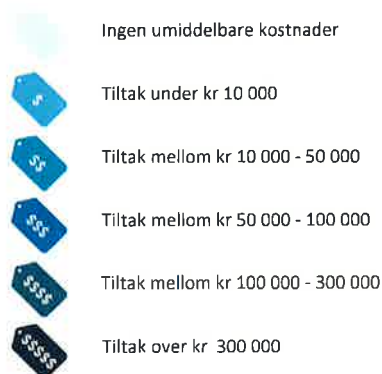 Ingen umiddelbare kostnader
$ Tiltak under kr 10 000
$$ Tiltak mellom kr 10 000 - 50 000
$$$ Tiltak mellom kr 50 000 - 100 000
$$$$ Tiltak mellom kr 100 000 - 300 000
$$$$$ Tiltak over kr 300 000